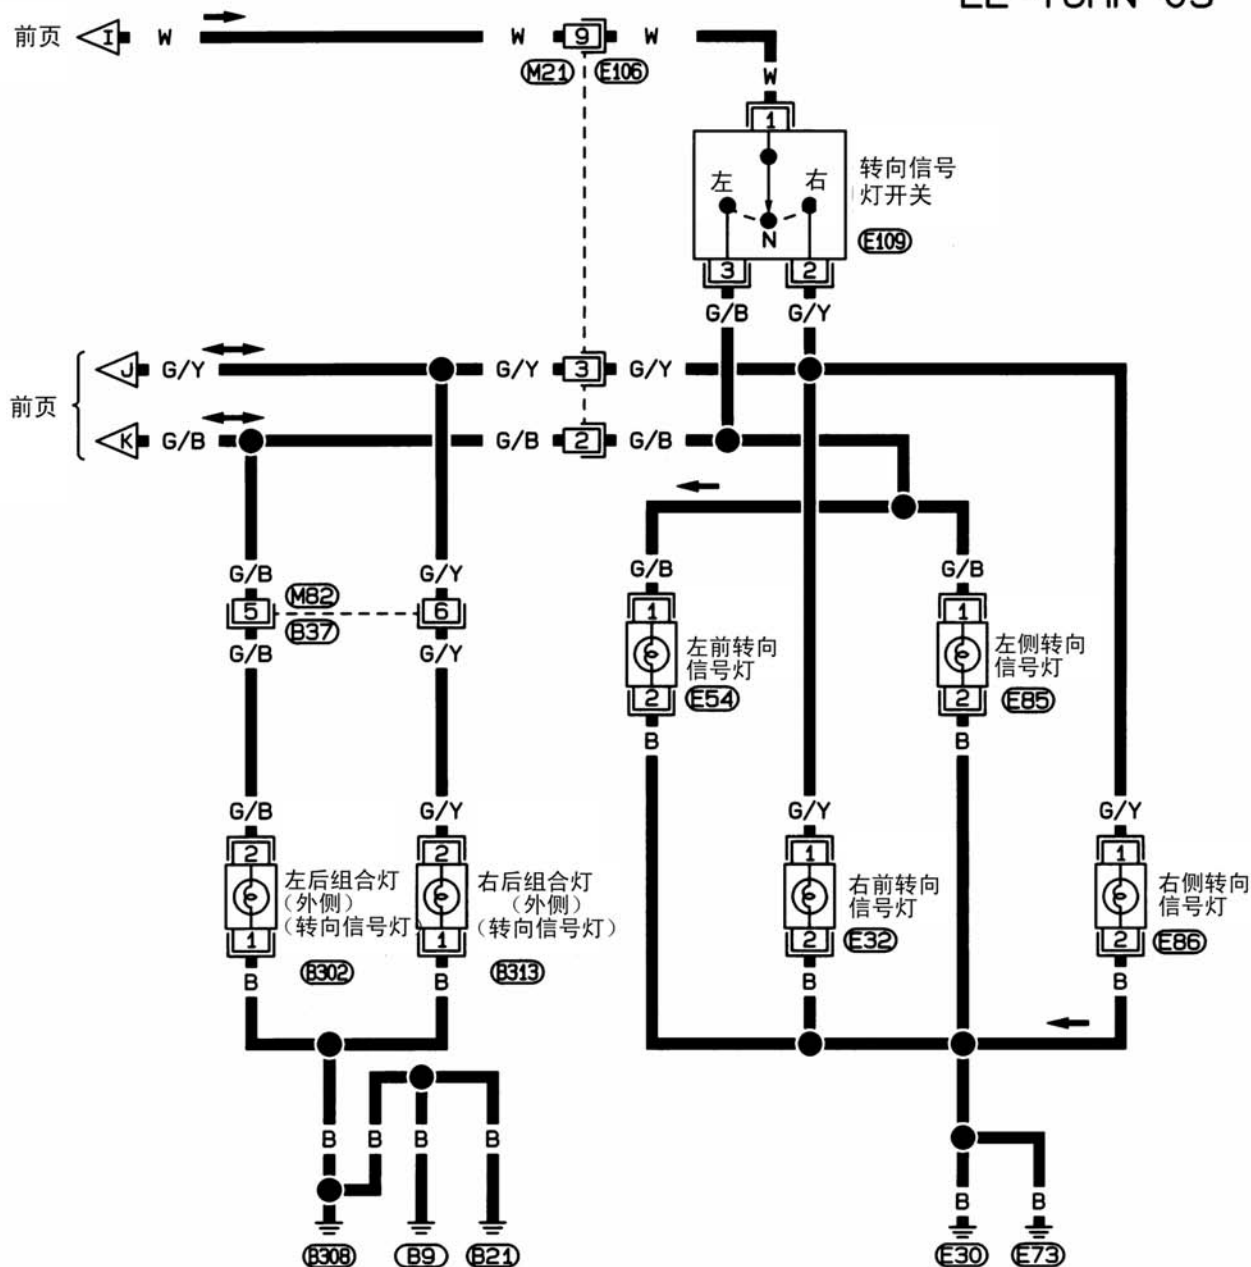 前页 I W W 9 W
M21 E106
W
1
转向信号
灯开关
左 右
N
E109
3 2
G/B G/Y
J G/Y G/Y 3 G/Y
前页
K G/B G/B 2 G/B
G/B G/Y G/B G/B
5 M82 6 1 1
B37
G/B G/Y
左前转向
信号灯
左侧转向
信号灯
2 E54 2 E85
B B
G/B G/Y G/Y G/Y
2 2 1 1
左后组合灯
（外侧）
（转向信号灯）
右后组合灯
（外侧）
（转向信号灯）
右前转向
信号灯
右侧转向
信号灯
1 1 2 E32 2 E86
B302 B313
B B B B
B B B B
B B
B308 B9 B21 E30 E73